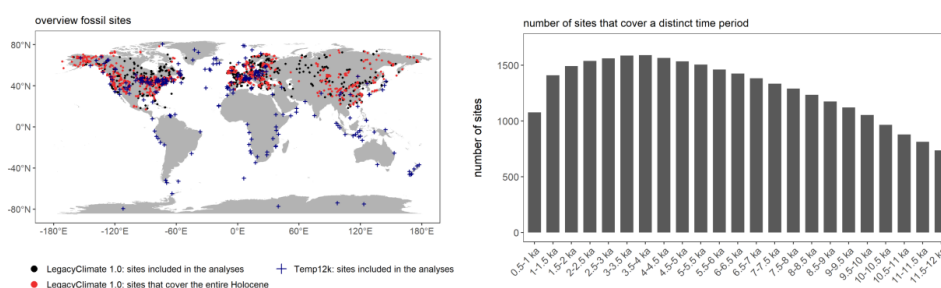 overview fossil sites
80°N
40°N
0°N
-40°N
-80°N
-180°E -120°E -60°E 0°E 60°E 120°E 180°E
LegacyClimate 1.0: sites included in the analyses
Temp12k: sites included in the analyses
LegacyClimate 1.0: sites that cover the entire Holocene
number of sites that cover a distinct time period
number of sites
1500
1000
500
0
0.5-1 ka
1-1.5 ka
1.5-2 ka
2-2.5 ka
2.5-3 ka
3-3.5 ka
3.5-4 ka
4-4.5 ka
4.5-5 ka
5-5.5 ka
5.5-6 ka
6-6.5 ka
6.5-7 ka
7-7.5 ka
7.5-8 ka
8-8.5 ka
8.5-9 ka
9-9.5 ka
9.5-10 ka
10-10.5 ka
10.5-11 ka
11-11.5 ka
11.5-12 ka